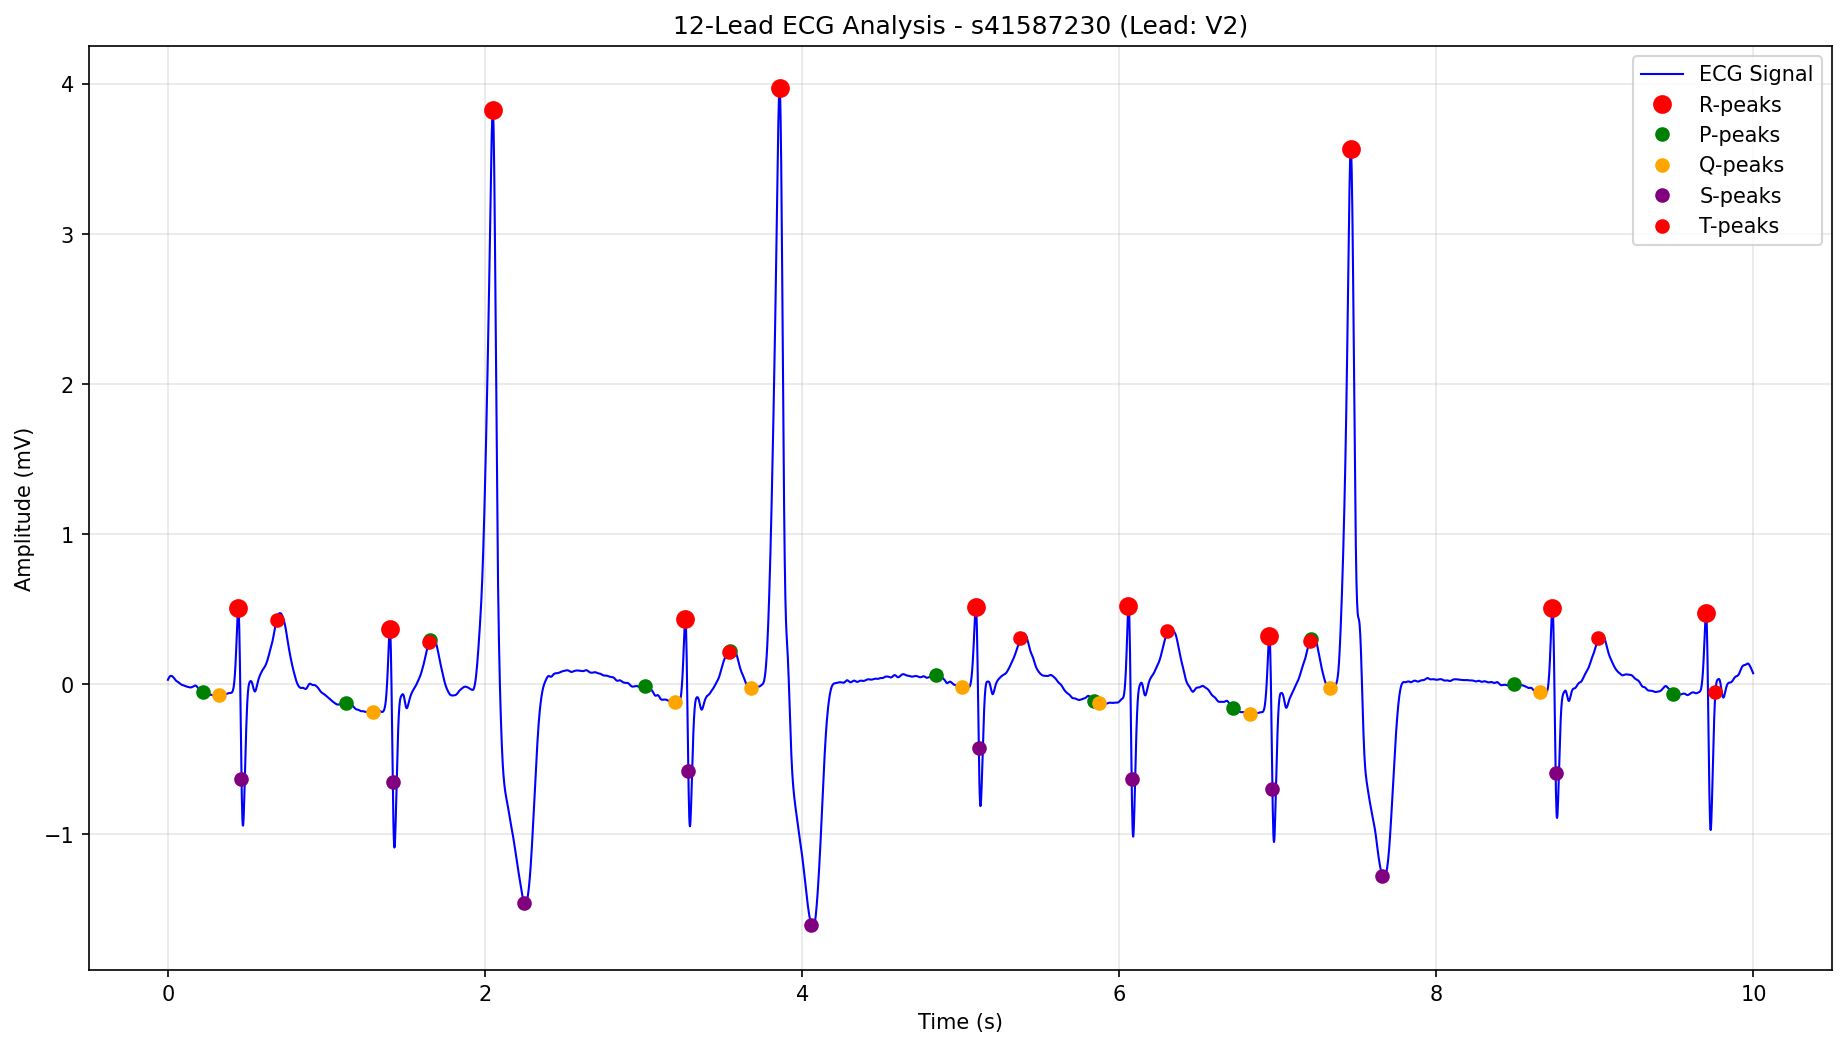 12-Lead ECG Analysis - s41587230 (Lead: V2)
ECG Signal
R-peaks
P-peaks
Q-peaks
S-peaks
T-peaks
Amplitude (mV)
4
3
2
1
0
−1
0 2 4 6 8 10
Time (s)